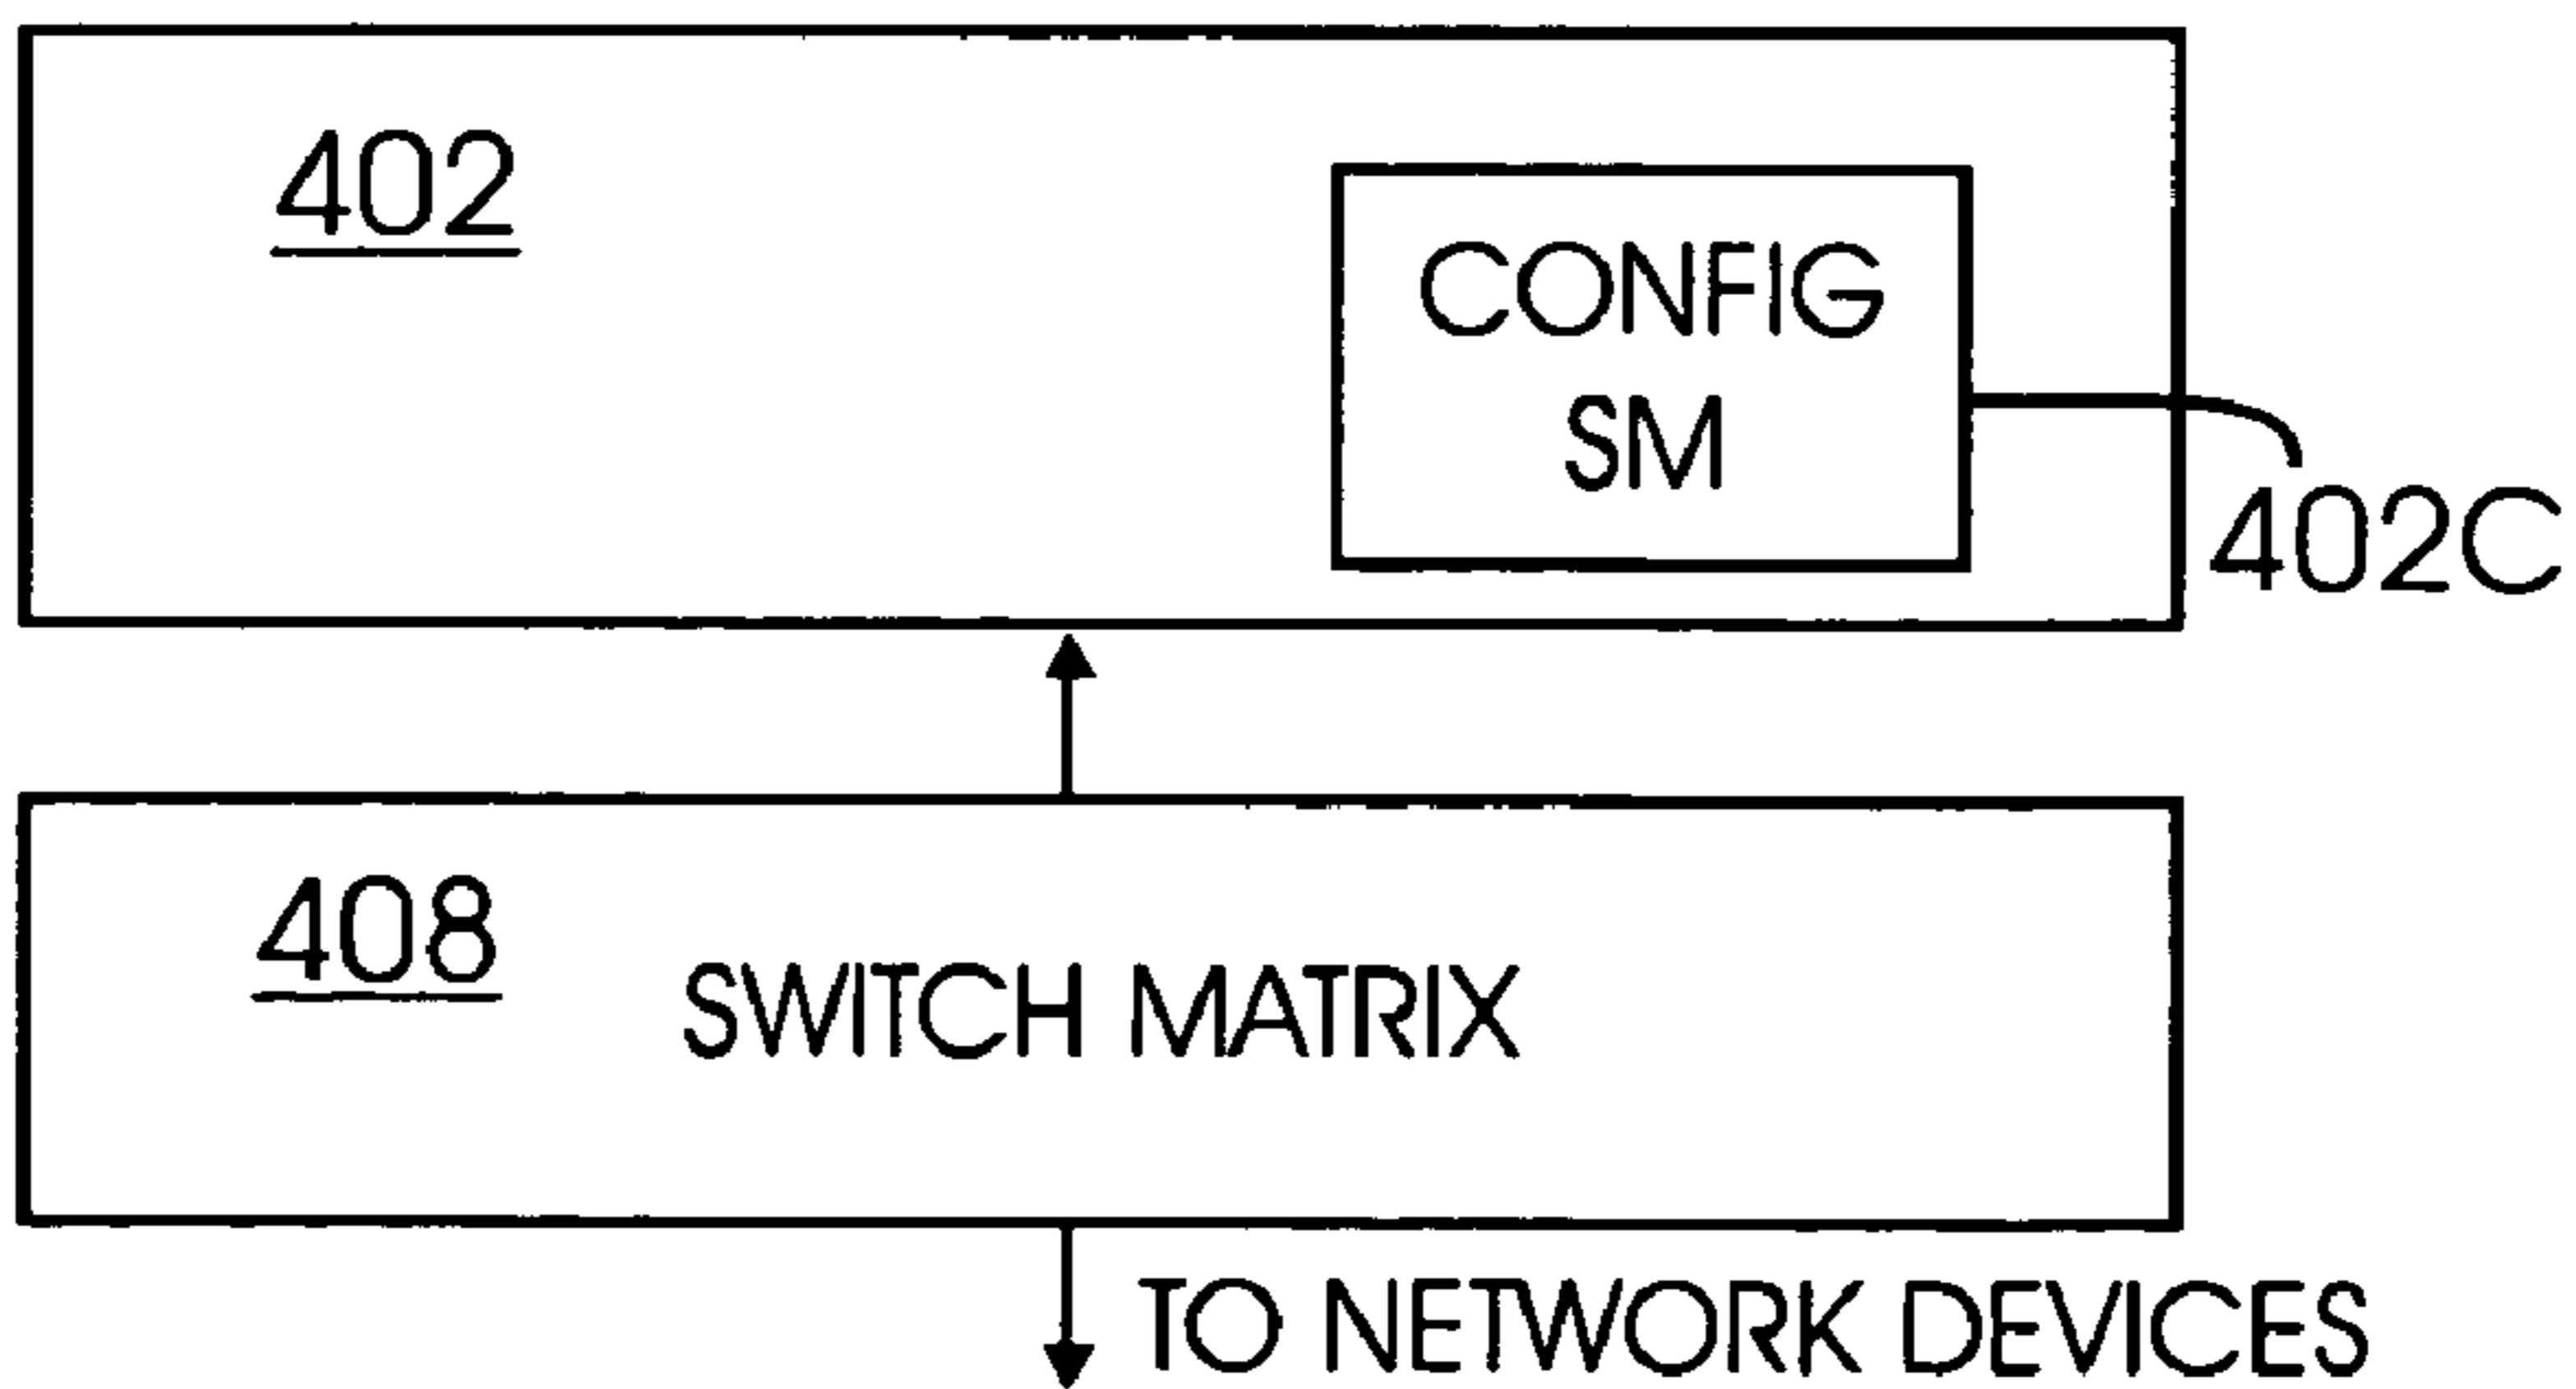 402
CONFIG
SM
402C
408
SWITCH MATRIX
TO NETWORK DEVICES